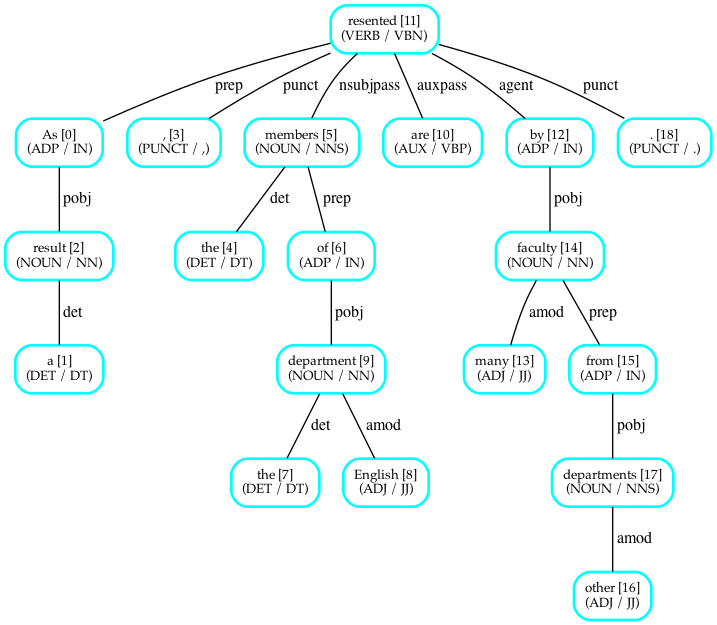 resented [11]
(VERB / VBN)
prep
punct
nsubjpass
auxpass
agent
punct
As [0]
(ADP / IN)
, [3]
(PUNCT / ,)
members [5]
(NOUN / NNS)
are [10]
(AUX / VBP)
by [12]
(ADP / IN)
. [18]
(PUNCT / .)
pobj
det
prep
pobj
result [2]
(NOUN / NN)
the [4]
(DET / DT)
of [6]
(ADP / IN)
faculty [14]
(NOUN / NN)
det
pobj
amod
prep
a [1]
(DET / DT)
department [9]
(NOUN / NN)
many [13]
(ADJ / JJ)
from [15]
(ADP / IN)
det
amod
pobj
the [7]
(DET / DT)
English [8]
(ADJ / JJ)
departments [17]
(NOUN / NNS)
amod
other [16]
(ADJ / JJ)